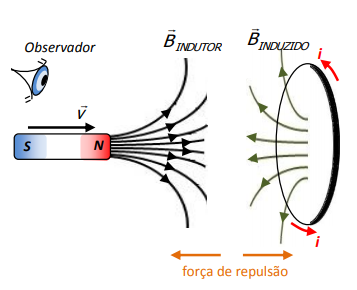 Observador
B⃗ INDUTOR
B⃗ INDUZIDO
i
V⃗
S
N
i
força de repulsão